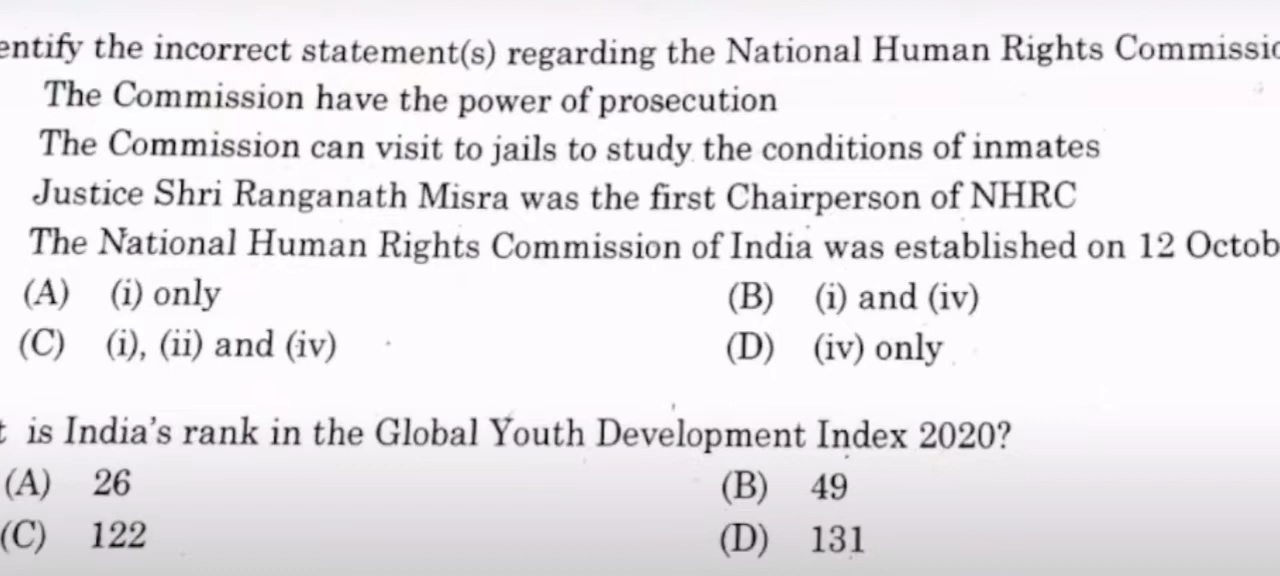 entify the incorrect statement(s) regarding the National Human Rights Commissio
The Commission have the power of prosecution
The Commission can visit to jails to study the conditions of inmates
Justice Shri Ranganath Misra was the first Chairperson of NHRC
The National Human Rights Commission of India was established on 12 Octob
(A) (i) only (B) (i) and (iv)
(C) (i), (ii) and (iv) (D) (iv) only
t is India's rank in the Global Youth Development Index 2020?
(A) 26 (B) 49
(C) 122 (D) 131